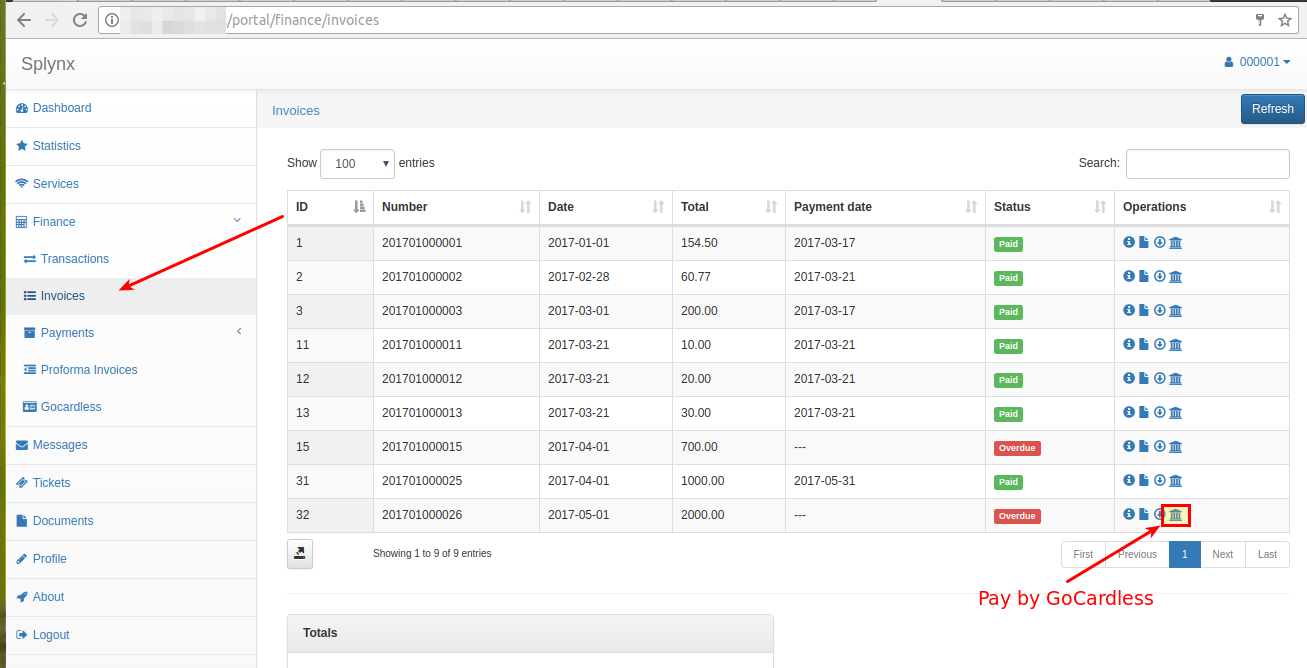 /portal/finance/invoices
Splynx
000001
Dashboard
Invoices
Refresh
Statistics
Services
Finance
Transactions
Invoices
Payments
Proforma Invoices
Gocardless
Messages
Tickets
Documents
Profile
About
Logout
Show 100 entries
Search:
ID Number Date Total Payment date Status Operations
1 201701000001 2017-01-01 154.50 2017-03-17 Paid
2 201701000002 2017-02-28 60.77 2017-03-21 Paid
3 201701000003 2017-03-01 200.00 2017-03-17 Paid
11 201701000011 2017-03-21 10.00 2017-03-21 Paid
12 201701000012 2017-03-21 20.00 2017-03-21 Paid
13 201701000013 2017-03-21 30.00 2017-03-21 Paid
15 201701000015 2017-04-01 700.00 --- Overdue
31 201701000025 2017-04-01 1000.00 2017-05-31 Paid
32 201701000026 2017-05-01 2000.00 --- Overdue
Showing 1 to 9 of 9 entries
First Previous 1 Next Last
Pay by GoCardless
Totals